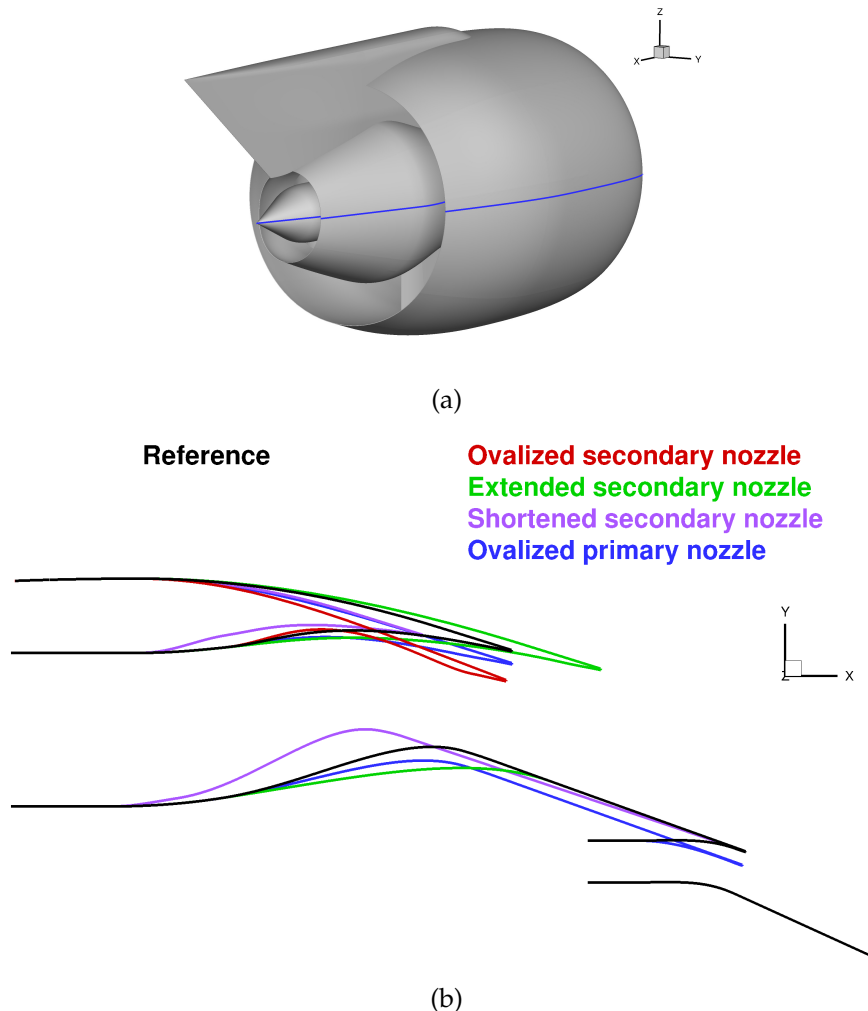 Z
X
Y
(a)
Reference
Ovalized secondary nozzle
Extended secondary nozzle
Shortened secondary nozzle
Ovalized primary nozzle
Y
Z
X
(b)